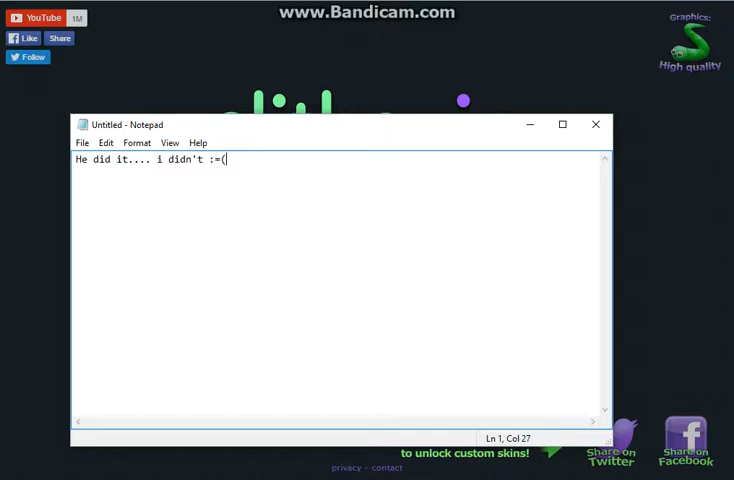 www.Bandicam.com
YouTube 1M
Like Share
Follow
Graphics:
High quality
Untitled - Notepad
File Edit Format View Help
He did it.... i didn't :=(
Ln 1, Col 27
to unlock custom skins!
Share on
Twitter
Share on
Facebook
privacy - contact